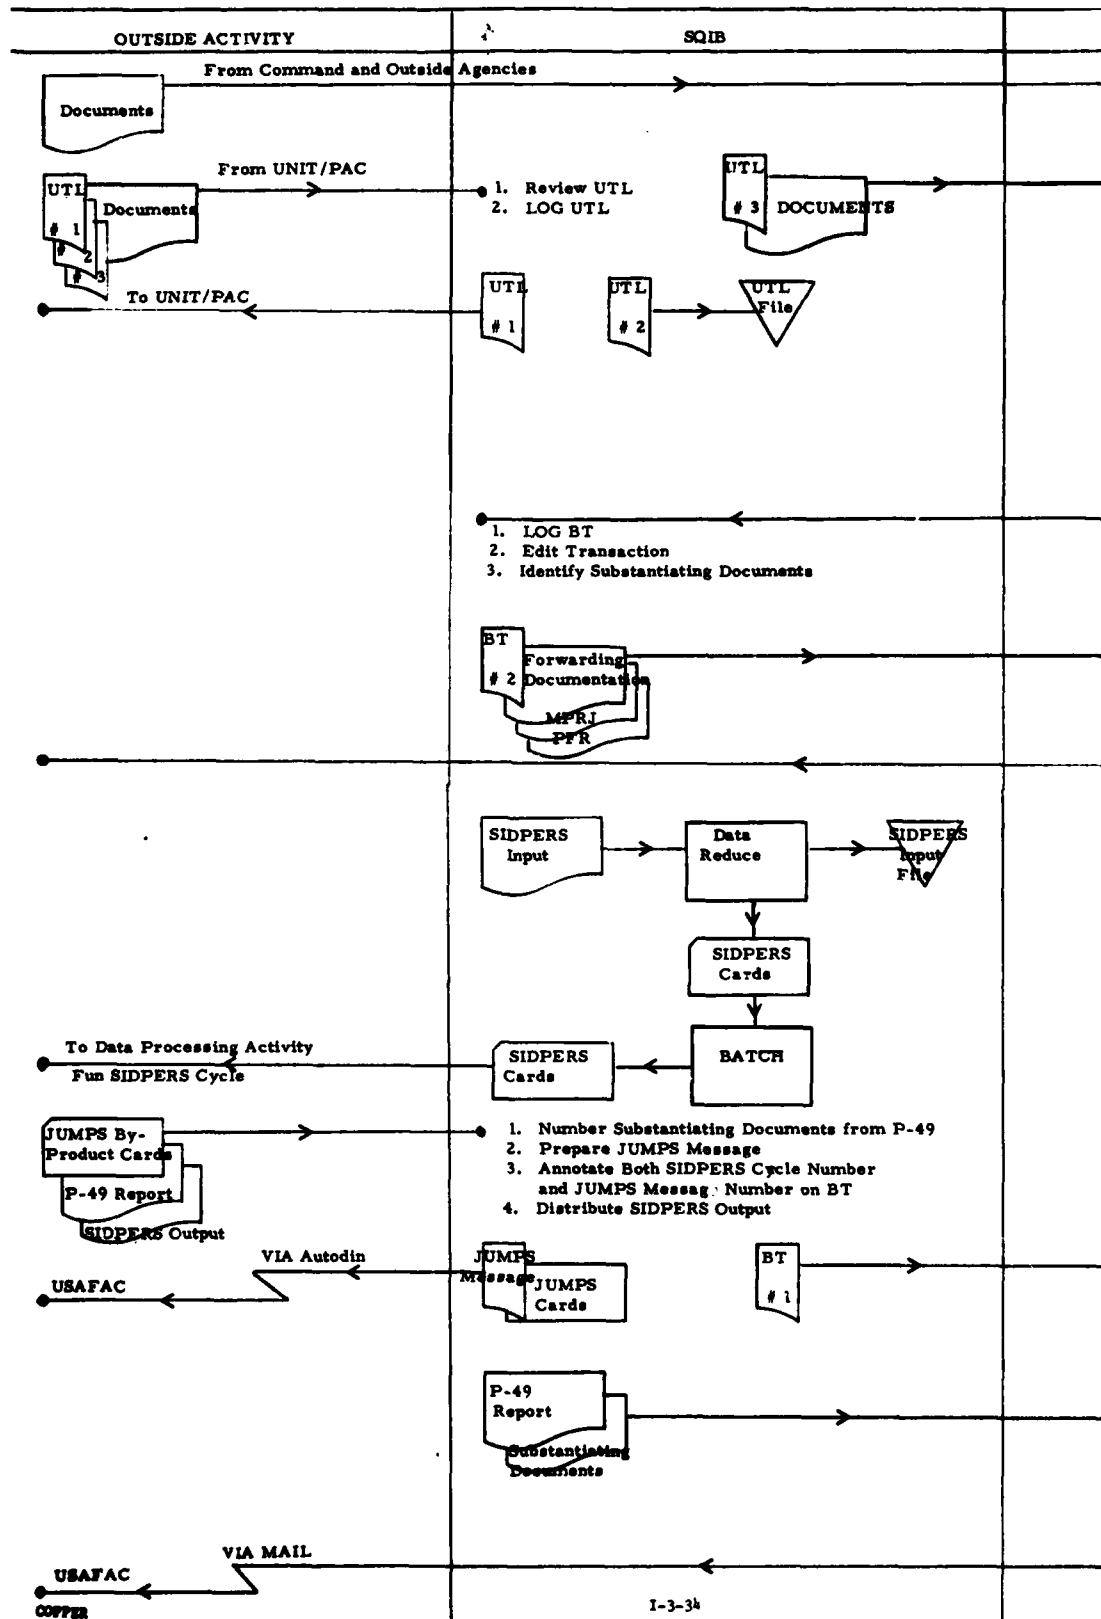 OUTSIDE ACTIVITY
SQIB
From Command and Outside Agencies
Documents
From UNIT/PAC
UTL
# 1
Documents
# 2
# 3
1. Review UTL
2. LOG UTL
UTL
# 3
DOCUMENTS
To UNIT/PAC
UTL
# 1
UTL
# 2
UTL
File
1. LOG BT
2. Edit Transaction
3. Identify Substantiating Documents
BT
# 2
Forwarding
Documentation
MPRJ
PFR
SIDPERS
Input
Data
Reduce
SIDPERS
Input
File
SIDPERS
Cards
To Data Processing Activity
Fun SIDPERS Cycle
SIDPERS
Cards
BATCH
JUMPS By-
Product Cards
P-49 Report
SIDPERS Output
1. Number Substantiating Documents from P-49
2. Prepare JUMPS Message
3. Annotate Both SIDPERS Cycle Number
and JUMPS Messag. Number on BT
4. Distribute SIDPERS Output
VIA Autodin
USAFAC
JUMPS
Message
JUMPS
Cards
BT
# 1
P-49
Report
Substantiating
Documents
VIA MAIL
USAFAC
COPPER
I-3-34